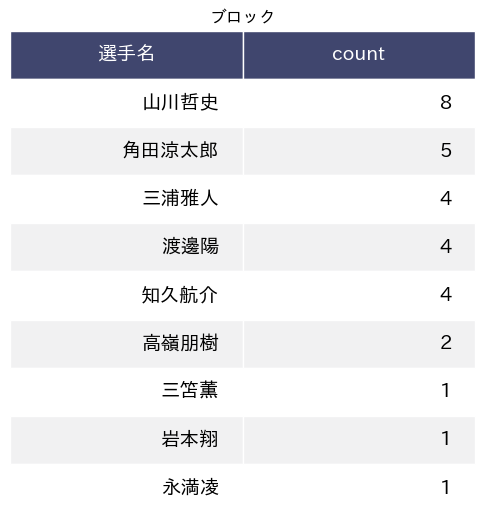 ブロック
選手名 count
山川哲史 8
角田涼太郎 5
三浦雅人 4
渡邊陽 4
知久航介 4
高嶺朋樹 2
三笘薫 1
岩本翔 1
永満凌 1